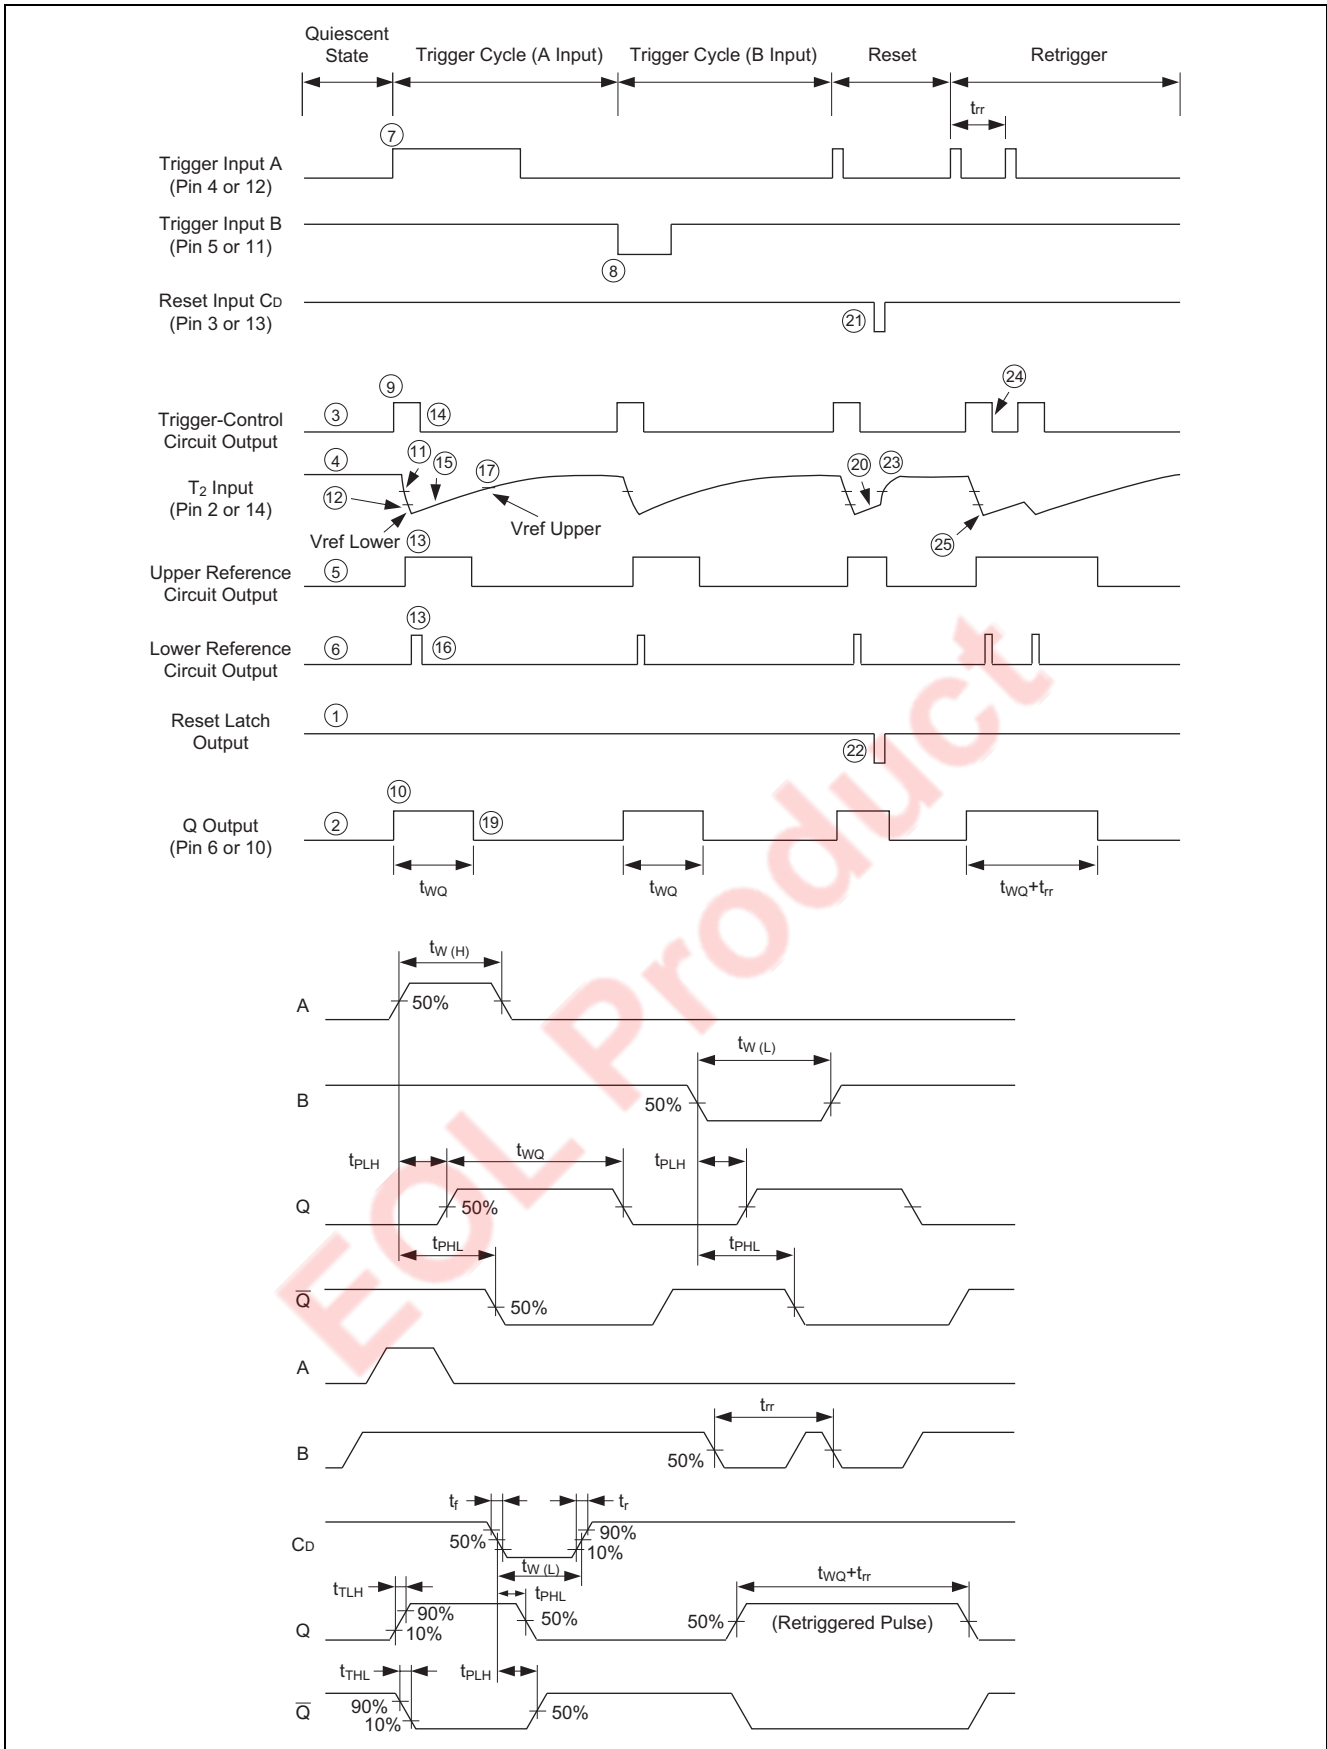 Quiescent
State
Trigger Cycle (A Input)
Trigger Cycle (B Input)
Reset
Retrigger
trr
7
Trigger Input A
(Pin 4 or 12)
Trigger Input B
(Pin 5 or 11)
8
Reset Input CD
(Pin 3 or 13)
21
9
24
3
14
Trigger-Control
Circuit Output
4
11
15
17
20
23
T2 Input
(Pin 2 or 14)
12
Vref Lower
13
Vref Upper
25
Upper Reference
Circuit Output
5
13
Lower Reference
Circuit Output
6
16
Reset Latch
Output
1
22
10
Q Output
(Pin 6 or 10)
2
19
tWQ
tWQ
tWQ+trr
tW (H)
A
50%
tW (L)
B
50%
tPLH
tWQ
tPLH
Q
50%
tPHL
tPHL
Q
50%
A
trr
B
50%
tf
tr
CD
50%
90%
10%
tW (L)
tTLH
tPHL
tWQ+trr
Q
90%
10%
50%
50%
(Retriggered Pulse)
tTHL
tPLH
Q
90%
10%
50%
EOL Product